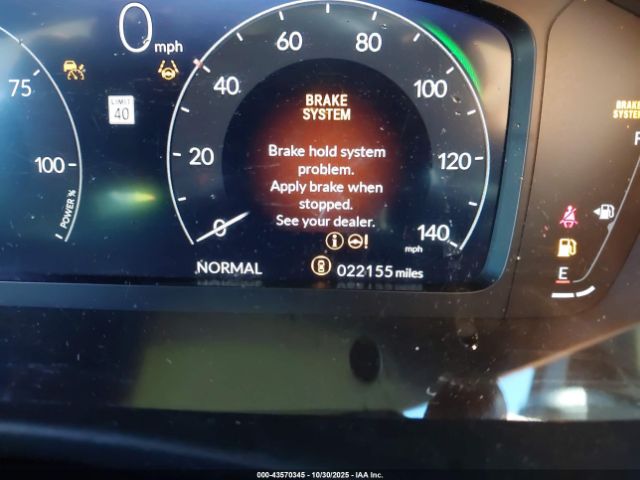 0 mph
75
100
POWER %
LIMIT
40
0
20
40
60
80
100
120
140
mph
BRAKE
SYSTEM
Brake hold system
problem.
Apply brake when
stopped.
See your dealer.
NORMAL
022155 miles
BRAKE
SYSTEM
F
E
000-43570345 - 10/30/2025 - IAA Inc.